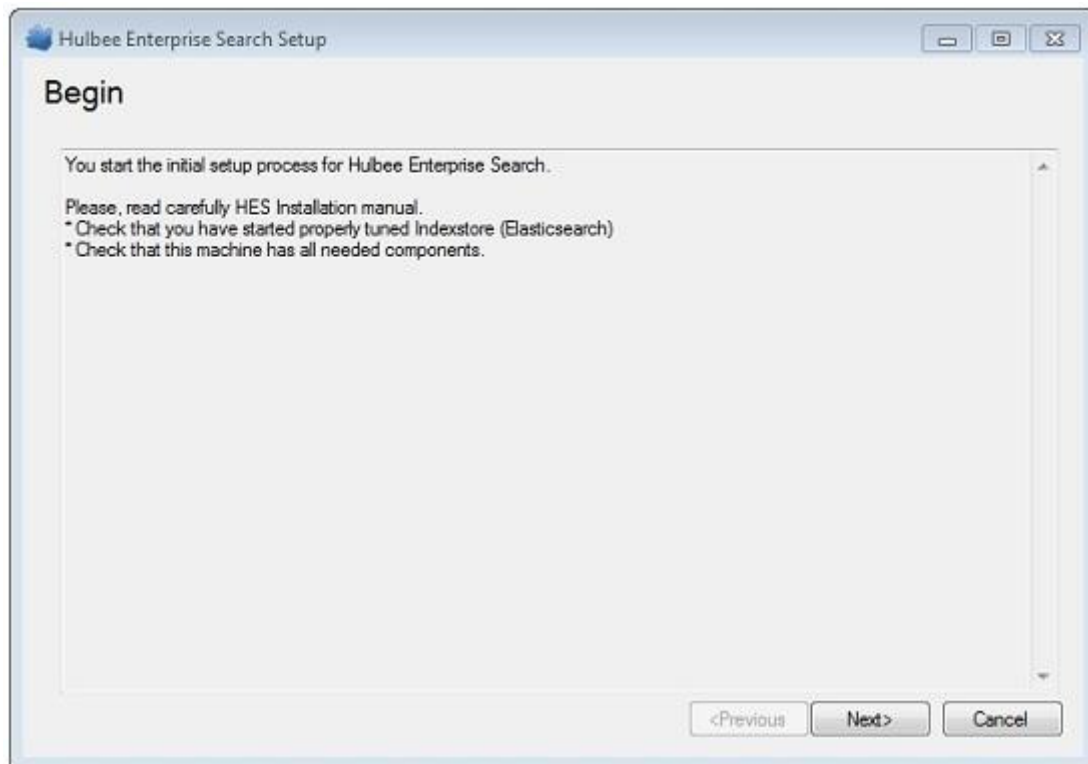 Hulbee Enterprise Search Setup
Begin
You start the initial setup process for Hulbee Enterprise Search.
Please, read carefully HES Installation manual.
* Check that you have started properly tuned Indexstore (Elasticsearch)
* Check that this machine has all needed components.
<Previous Next> Cancel